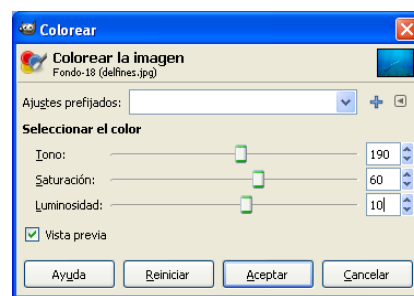 Colorear
Colorear la imagen
Fondo-18 (delfines.jpg)
Ajustes prefijados:
Seleccionar el color
Tono: 190
Saturación: 60
Luminosidad: 10
Vista previa
Ayuda Reiniciar Aceptar Cancelar